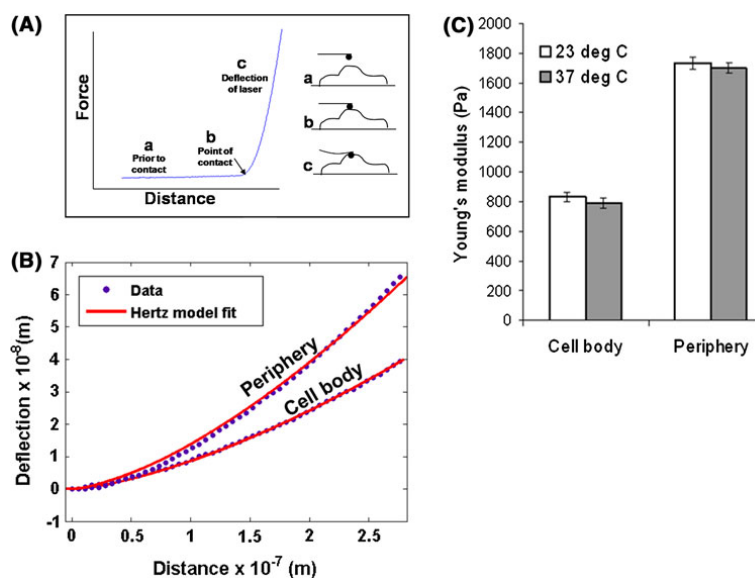 (A)
Force
Distance
a
Prior to
contact
b
Point of
contact
c
Deflection
of laser
a
b
c
(B)
Deflection x 10⁻⁸(m)
7
6
5
4
3
2
1
0
-1
Data
Hertz model fit
Periphery
Cell body
0
0.5
1
1.5
2
2.5
Distance x 10⁻⁷ (m)
(C)
Young's modulus (Pa)
2000
1800
1600
1400
1200
1000
800
600
400
200
0
23 deg C
37 deg C
Cell body
Periphery